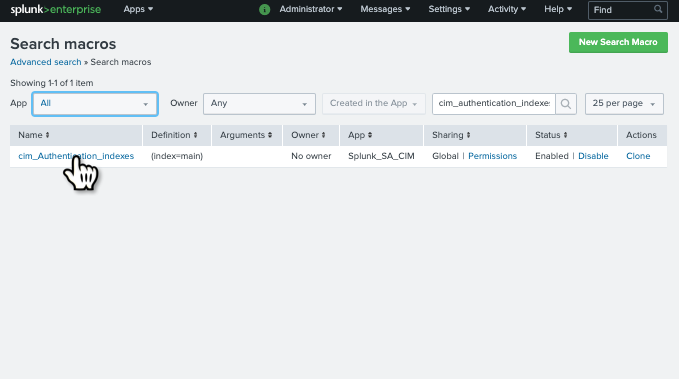 splunk>enterprise Apps Administrator Messages Settings Activity Help Find
Search macros
New Search Macro
Advanced search » Search macros
Showing 1-1 of 1 item
App All Owner Any Created in the App cim_authentication_indexes 25 per page
Name Definition Arguments Owner App Sharing Status Actions
cim_Authentication_indexes (index=main) No owner Splunk_SA_CIM Global | Permissions Enabled | Disable Clone